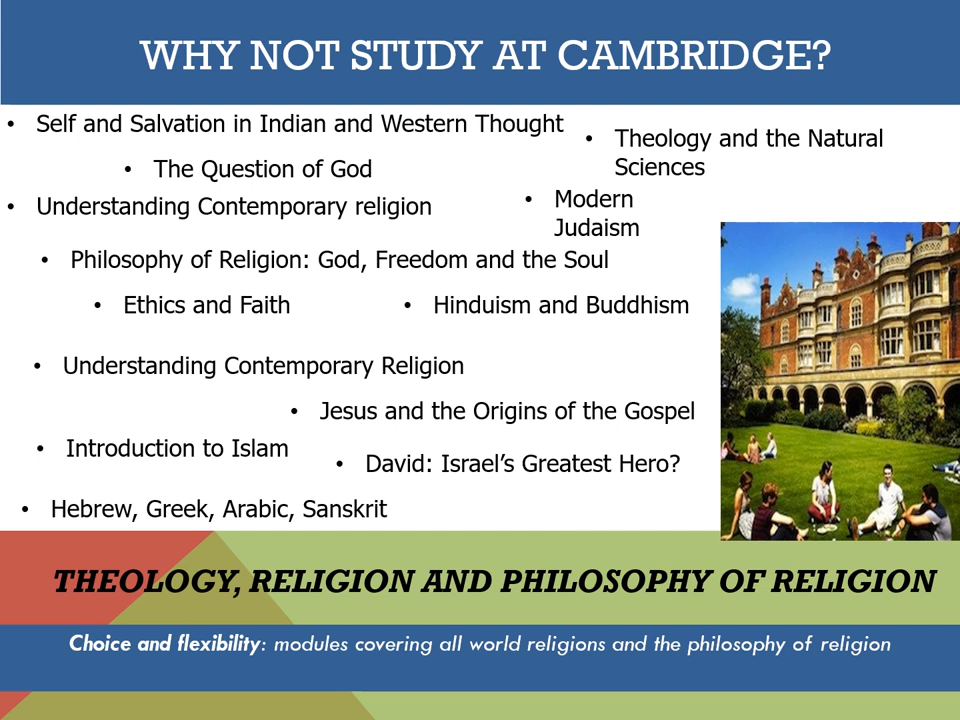 WHY NOT STUDY AT CAMBRIDGE?
• Self and Salvation in Indian and Western Thought
• Theology and the Natural
Sciences
• The Question of God
• Modern
Judaism
• Understanding Contemporary religion
• Philosophy of Religion: God, Freedom and the Soul
• Ethics and Faith
• Hinduism and Buddhism
• Understanding Contemporary Religion
• Jesus and the Origins of the Gospel
• Introduction to Islam
• David: Israel’s Greatest Hero?
• Hebrew, Greek, Arabic, Sanskrit
THEOLOGY, RELIGION AND PHILOSOPHY OF RELIGION
Choice and flexibility: modules covering all world religions and the philosophy of religion